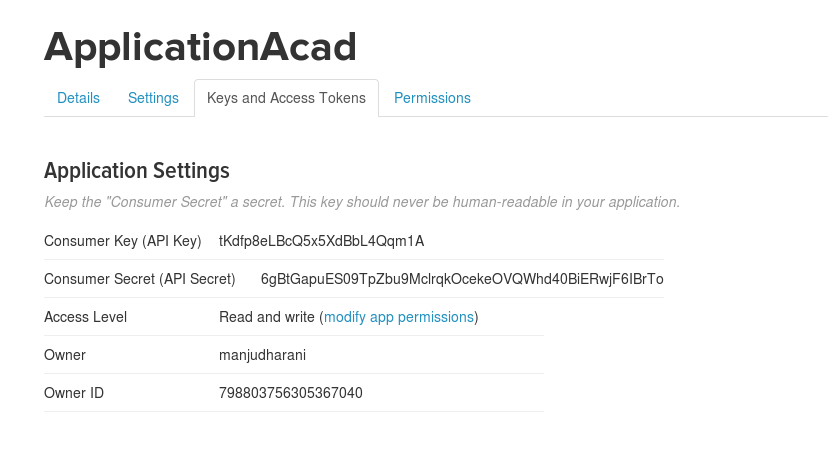 ApplicationAcad
Details Settings Keys and Access Tokens Permissions
Application Settings
Keep the "Consumer Secret" a secret. This key should never be human-readable in your application.
Consumer Key (API Key) tKdfp8eLBcQ5x5XdBbL4Qqm1A
Consumer Secret (API Secret)
Access Level Read and write (modify app permissions)
Owner manjudharani
Owner ID 798803756305367040